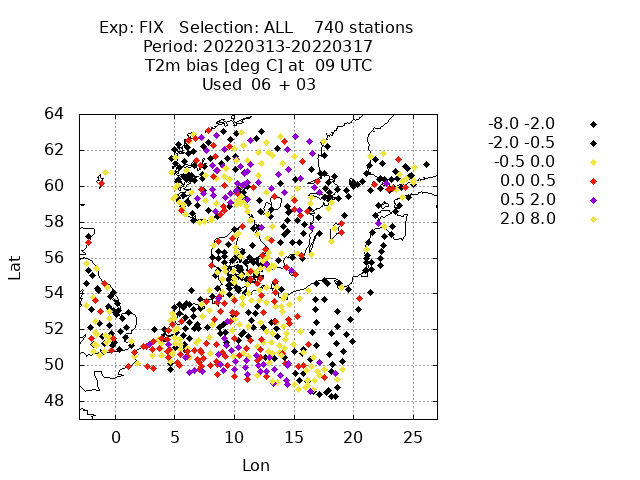 Exp: FIX   Selection: ALL    740 stations
Period: 20220313-20220317
T2m bias [deg C] at  09 UTC
Used  06 + 03
64
62
60
58
56
54
52
50
48
Lat
0 5 10 15 20 25
Lon
-8.0 -2.0
-2.0 -0.5
-0.5 0.0
0.0 0.5
0.5 2.0
2.0 8.0